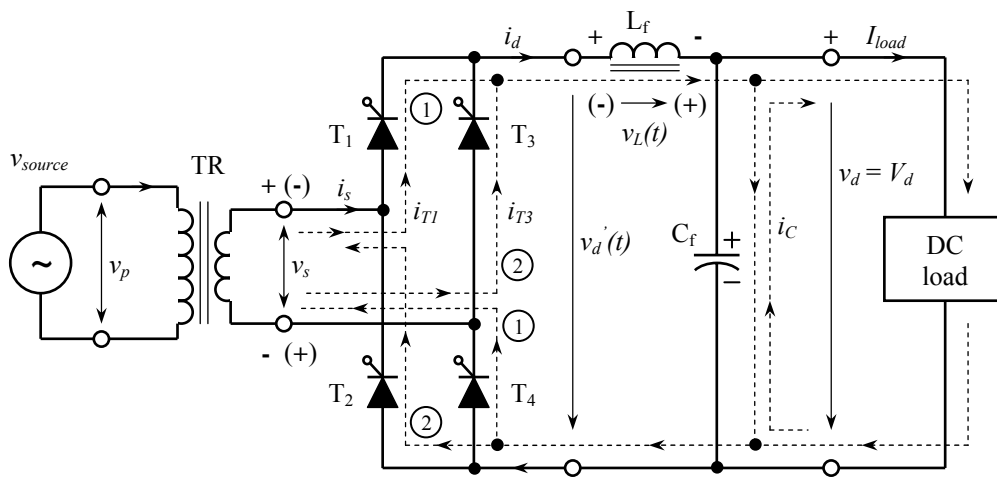 i_d
+
L_f
-
+
I_load
(-)
(+)
v_L(t)
1
T_1
T_3
v_source
TR
+ (-)
i_s
i_T1
i_T3
v_d = V_d
~
v_p
v_s
v_d'(t)
C_f
+
−
i_C
DC
load
2
1
- (+)
T_2
T_4
2